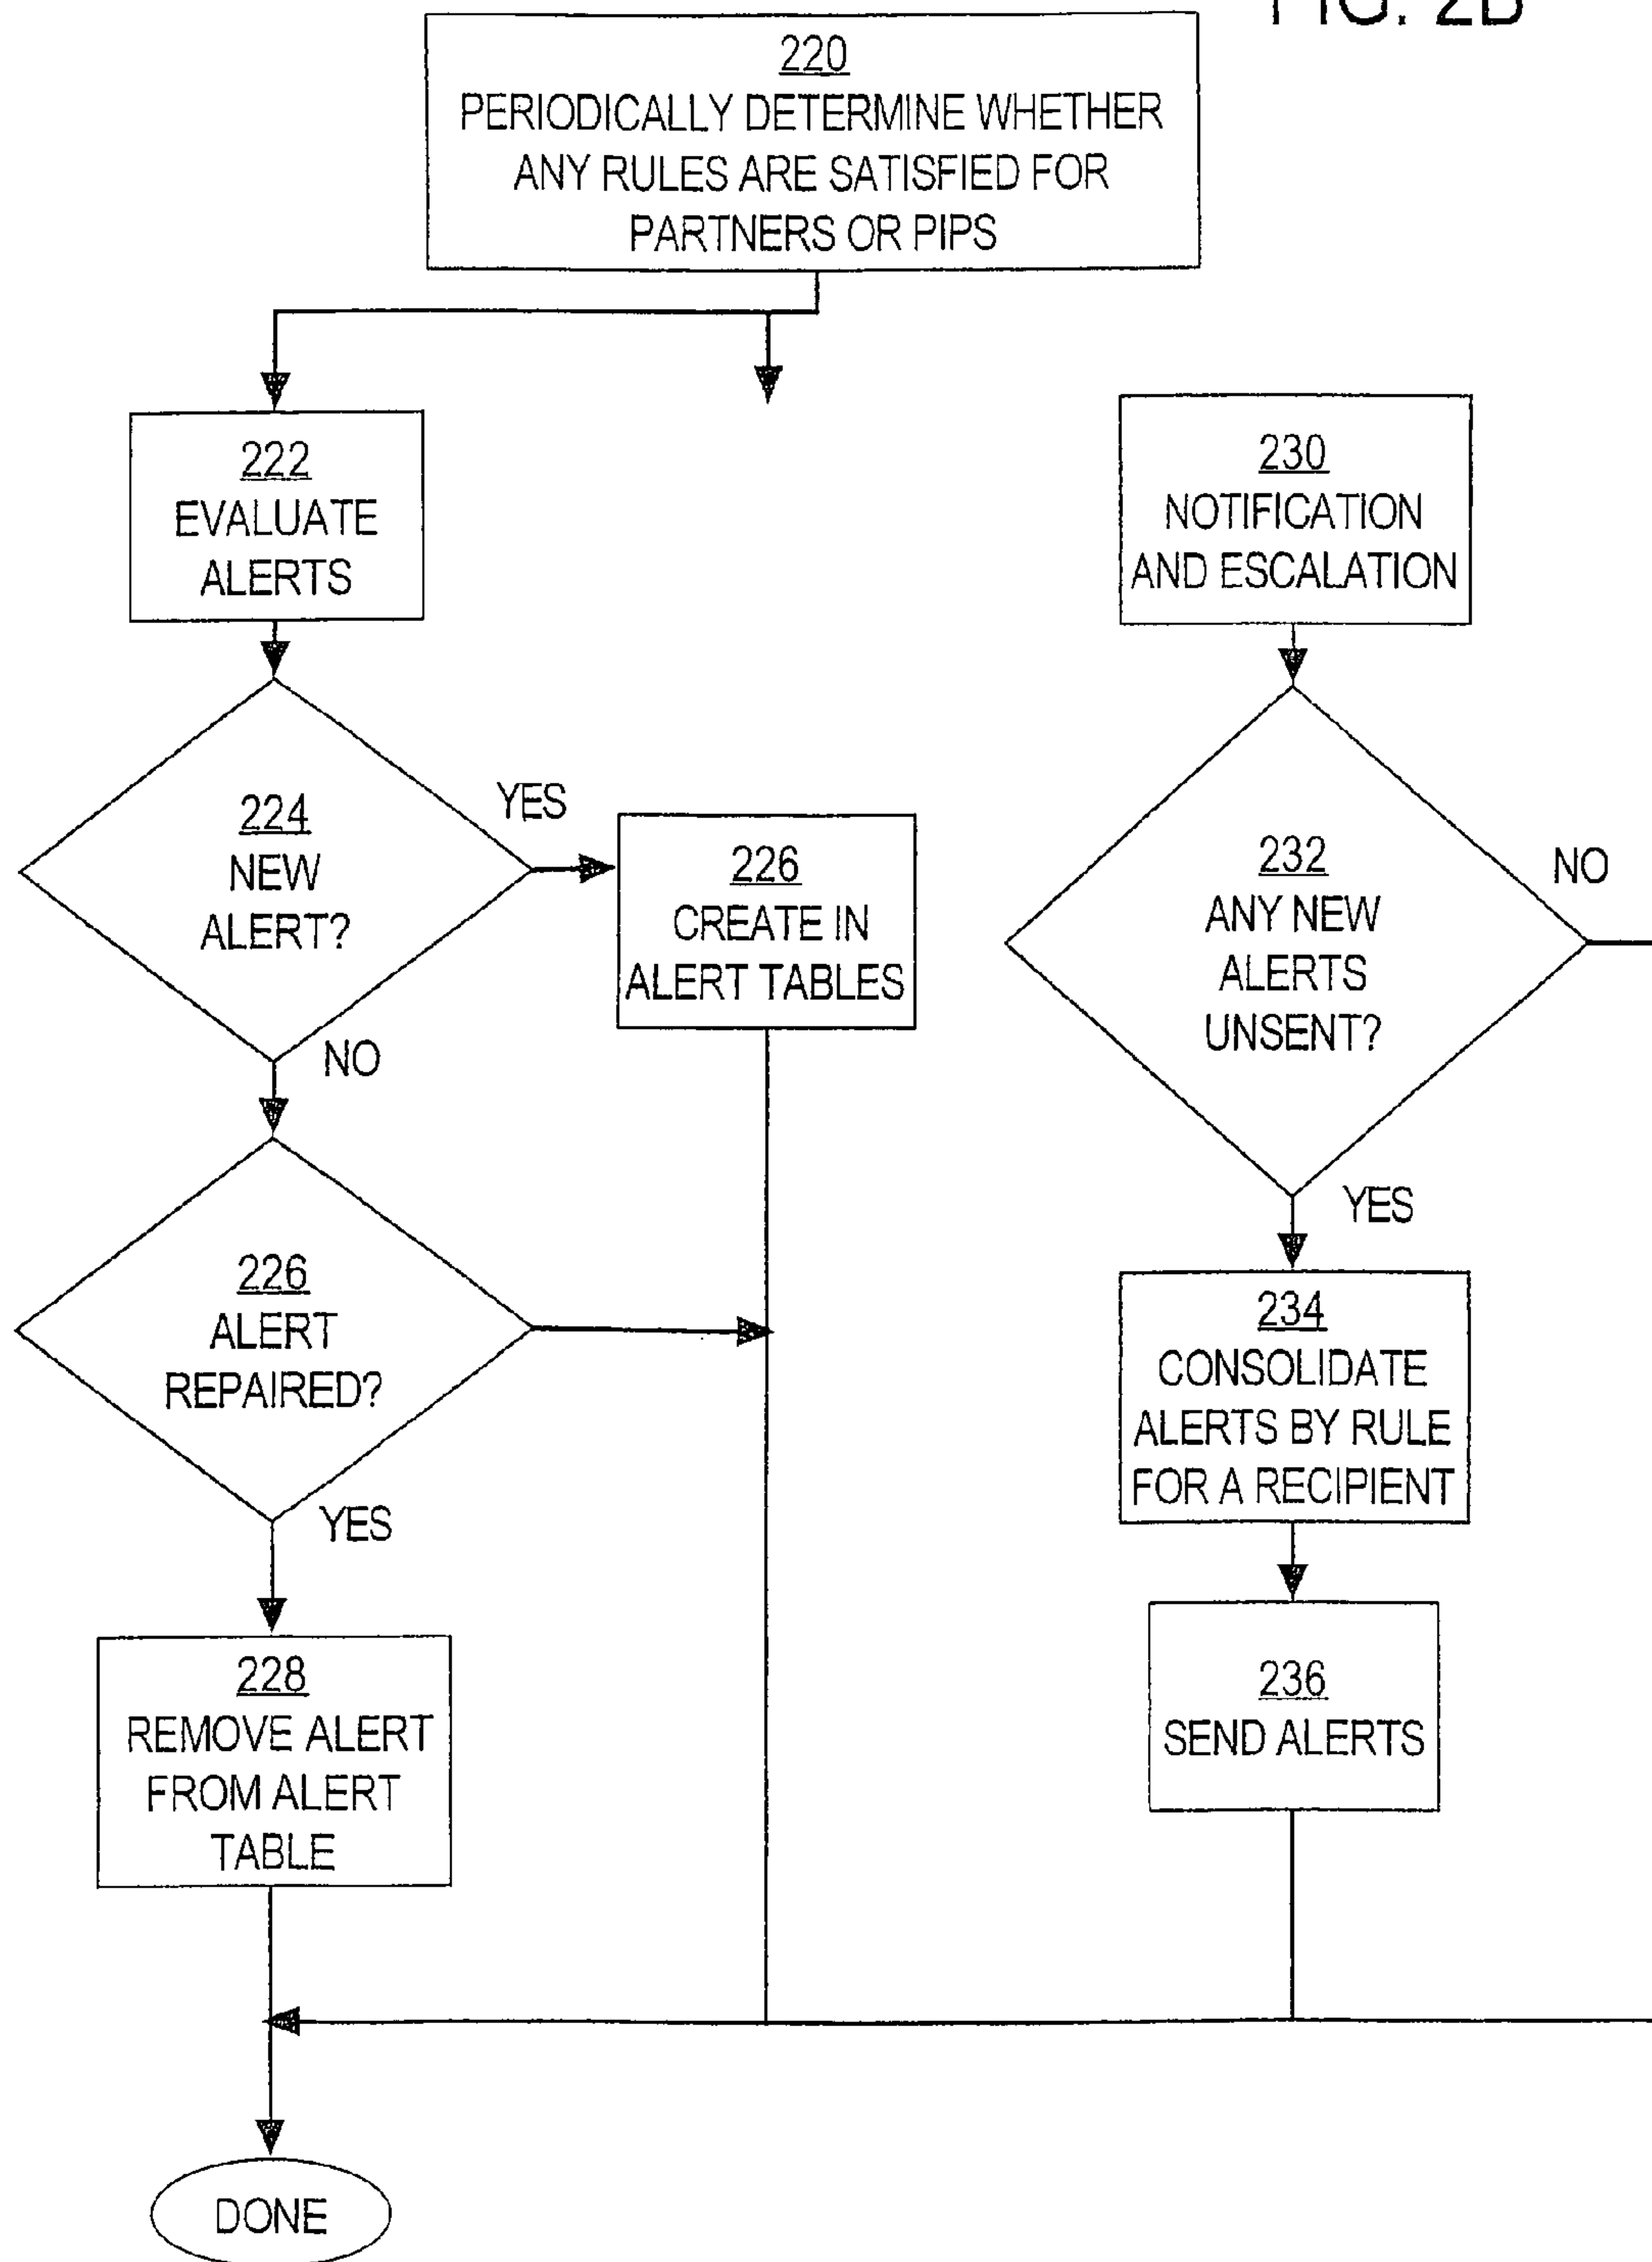 FIG. 2B
220
PERIODICALLY DETERMINE WHETHER
ANY RULES ARE SATISFIED FOR
PARTNERS OR PIPS
222
EVALUATE
ALERTS
224
NEW
ALERT?
YES
NO
226
CREATE IN
ALERT TABLES
226
ALERT
REPAIRED?
YES
228
REMOVE ALERT
FROM ALERT
TABLE
DONE
230
NOTIFICATION
AND ESCALATION
232
ANY NEW
ALERTS
UNSENT?
NO
YES
234
CONSOLIDATE
ALERTS BY RULE
FOR A RECIPIENT
236
SEND ALERTS